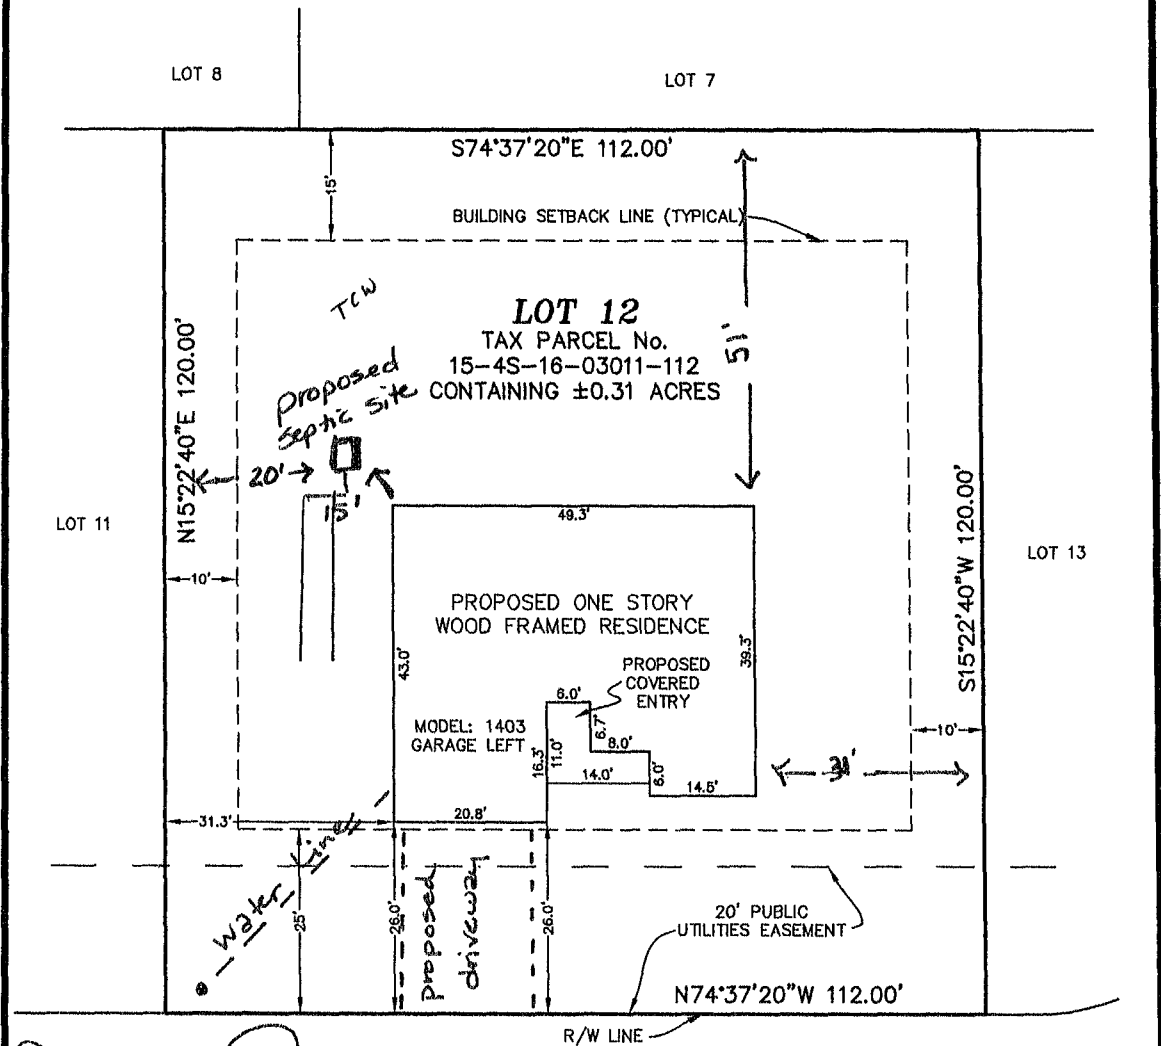 LOT 8
LOT 7
S74°37'20"E 112.00'
15'
BUILDING SETBACK LINE (TYPICAL)
TCW
LOT 12
TAX PARCEL No.
15-4S-16-03011-112
CONTAINING ±0.31 ACRES
51'
N15°22'40"E 120.00'
proposed
septic site
20'
15'
49.3'
LOT 11
LOT 13
S15°22'40"W 120.00'
10'
PROPOSED ONE STORY
WOOD FRAMED RESIDENCE
43.0'
39.3'
PROPOSED
COVERED
ENTRY
6.0'
MODEL: 1403
GARAGE LEFT
6.7'
8.0'
16.3'
11.0'
14.0'
6.0'
14.5'
10'
31'
31.3'
20.8'
Water Line
25'
26.0'
proposed
driveway
26.0'
20' PUBLIC
UTILITIES EASEMENT
N74°37'20"W 112.00'
R/W LINE